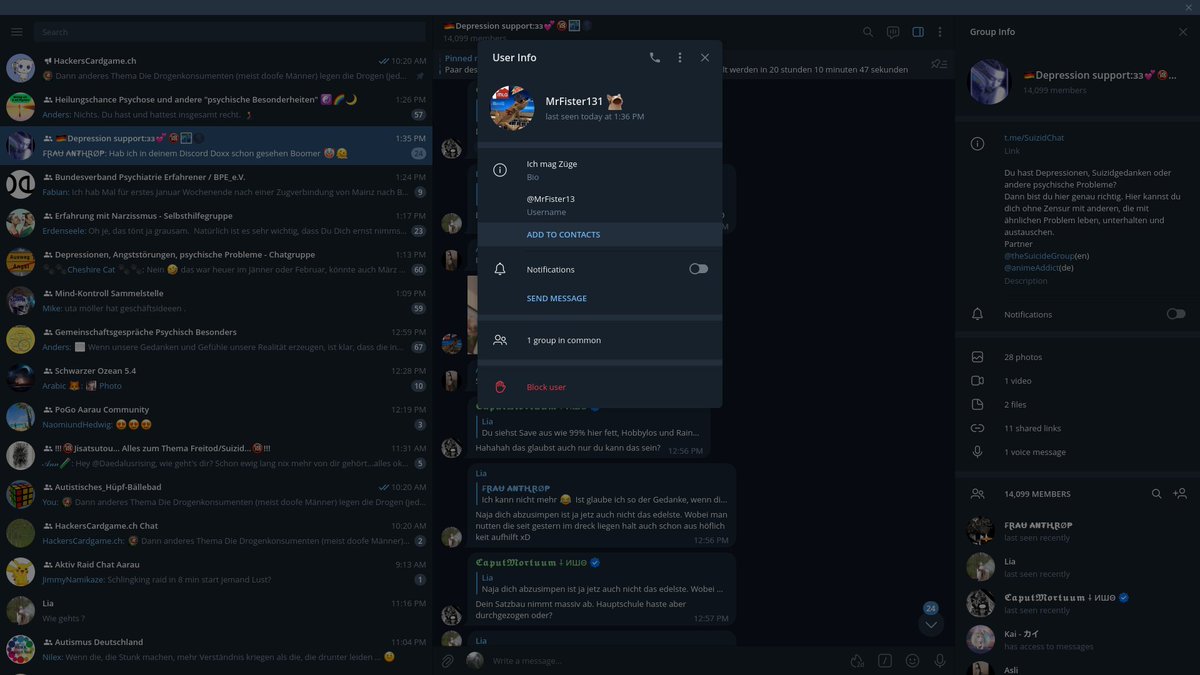 Search
HackersCardgame.ch
10:20 AM
Dann anderes Thema Die Drogenkonsumenten (meist doofe Männer) legen die Drogen (jed...
Heilungschance Psychose und andere "psychische Besonderheiten"
1:26 PM
Anders: Nichts. Du hast und hattest insgesamt recht.
57
Depression support:зз💕🔞
1:35 PM
F̶R̶A̶U̶ A̶N̶T̶H̶R̶Ø̶P̶: Hab ich in deinem Discord Doxx schon gesehen Boomer 🤡🫠
24
Bundesverband Psychiatrie Erfahrener / BPE_e.V.
1:24 PM
Fabian: Ich hab Mal für erstes Januar Wochenende nach einer Zugverbindung von Mainz nach B...
9
Erfahrung mit Narzissmus - Selbsthilfegruppe
1:17 PM
Erdenseele: Oh je, das tönt ja grausam. Natürlich ist es sehr wichtig, dass Du Dich ernst nimms...
23
Depressionen, Angststörungen, psychische Probleme - Chatgruppe
1:13 PM
🐾Cheshire Cat 🐾: Nein 🤣 das war heuer im Jänner oder Februar, könnte auch März ...
60
Mind-Kontroll Sammelstelle
1:09 PM
Mike: uta möller hat geschäftsideeen .
59
Gemeinschaftsgespräche Psychisch Besonders
12:59 PM
Anders: Wenn unsere Gedanken und Gefühle unsere Realität erzeugen, ist klar, dass die in...
67
Schwarzer Ozean 5.4
12:28 PM
Arabic 🐻: Photo
10
PoGo Aarau Community
12:19 PM
NaomiundHedwig: 😍😍😍
3
!!!🔞Jisatsutou... Alles zum Thema Freitod/Suizid...🔞!!!
11:31 AM
Ann: Hey @Daedalusrising, wie geht's dir? Schon ewig lang nix mehr von dir gehört...alles ok...
5
Autistisches_Hüpf-Bällebad
10:20 AM
You: Dann anderes Thema Die Drogenkonsumenten (meist doofe Männer) legen die Drogen (jed...
HackersCardgame.ch Chat
10:20 AM
HackersCardgame.ch: Dann anderes Thema Die Drogenkonsumenten (meist doofe Männer) ...
2
Aktiv Raid Chat Aarau
9:13 AM
JimmyNamikaze: Schlingking raid in 8 min start jemand Lust?
1
Lia
11:16 PM
Wie gehts ?
Autismus Deutschland
11:04 PM
Nilex: Wenn die, die Stunk machen, mehr Verständnis kriegen als die, die drunter leiden ... 😕
Depression support:зз💕🔞
14,099 members
Pinned
Paar des
t werden in 20 stunden 10 minuten 47 sekunden
User Info
MrFister131
last seen today at 1:36 PM
Ich mag Züge
Bio
@MrFister13
Username
ADD TO CONTACTS
Notifications
SEND MESSAGE
1 group in common
Block user
ℭ𝔞𝔭𝔲𝔱𝔐𝔬𝔯𝔱𝔲𝔲𝔪 ⸸ ИШΘ
Lia
Du siehst Save aus wie 99% hier fett, Hobbylos und Rain...
Hahahah das glaubst auch nur du kann das sein?
12:56 PM
Lia
F̶R̶A̶U̶ A̶N̶T̶H̶R̶Ø̶P̶
Ich kann nicht mehr 😂 ist glaube ich so der Gedanke, wenn di...
Naja dich abzusimpen ist ja jetz auch nicht das edelste. Wobei man
nutten die seit gestern im dreck liegen halt auch schon aus höflich
keit aufhilft xD
12:56 PM
ℭ𝔞𝔭𝔲𝔱𝔐𝔬𝔯𝔱𝔲𝔲𝔪 ⸸ ИШΘ
Lia
Naja dich abzusimpen ist ja jetz auch nicht das edelste. Wobei ...
Dein Satzbau nimmt massiv ab. Hauptschule haste aber
durchgezogen oder?
12:57 PM
Lia
24
Write a message...
Group Info
Depression support:зз💕🔞...
14,099 members
t.me/SuizidChat
Link
Du hast Depressionen, Suizidgedanken oder
andere psychische Probleme?
Dann bist du hier genau richtig. Hier kannst du
dich ohne Zensur mit anderen, die mit
ähnlichen Problem leben, unterhalten und
austauschen.
Partner
@theSuicideGroup(en)
@animeAddict(de)
Description
Notifications
28 photos
1 video
2 files
11 shared links
1 voice message
14,099 MEMBERS
F̶R̶A̶U̶ A̶N̶T̶H̶R̶Ø̶P̶
last seen recently
Lia
last seen recently
ℭ𝔞𝔭𝔲𝔱𝔐𝔬𝔯𝔱𝔲𝔲𝔪 ⸸ ИШΘ
last seen recently
Kai - カイ
has access to messages
Asli